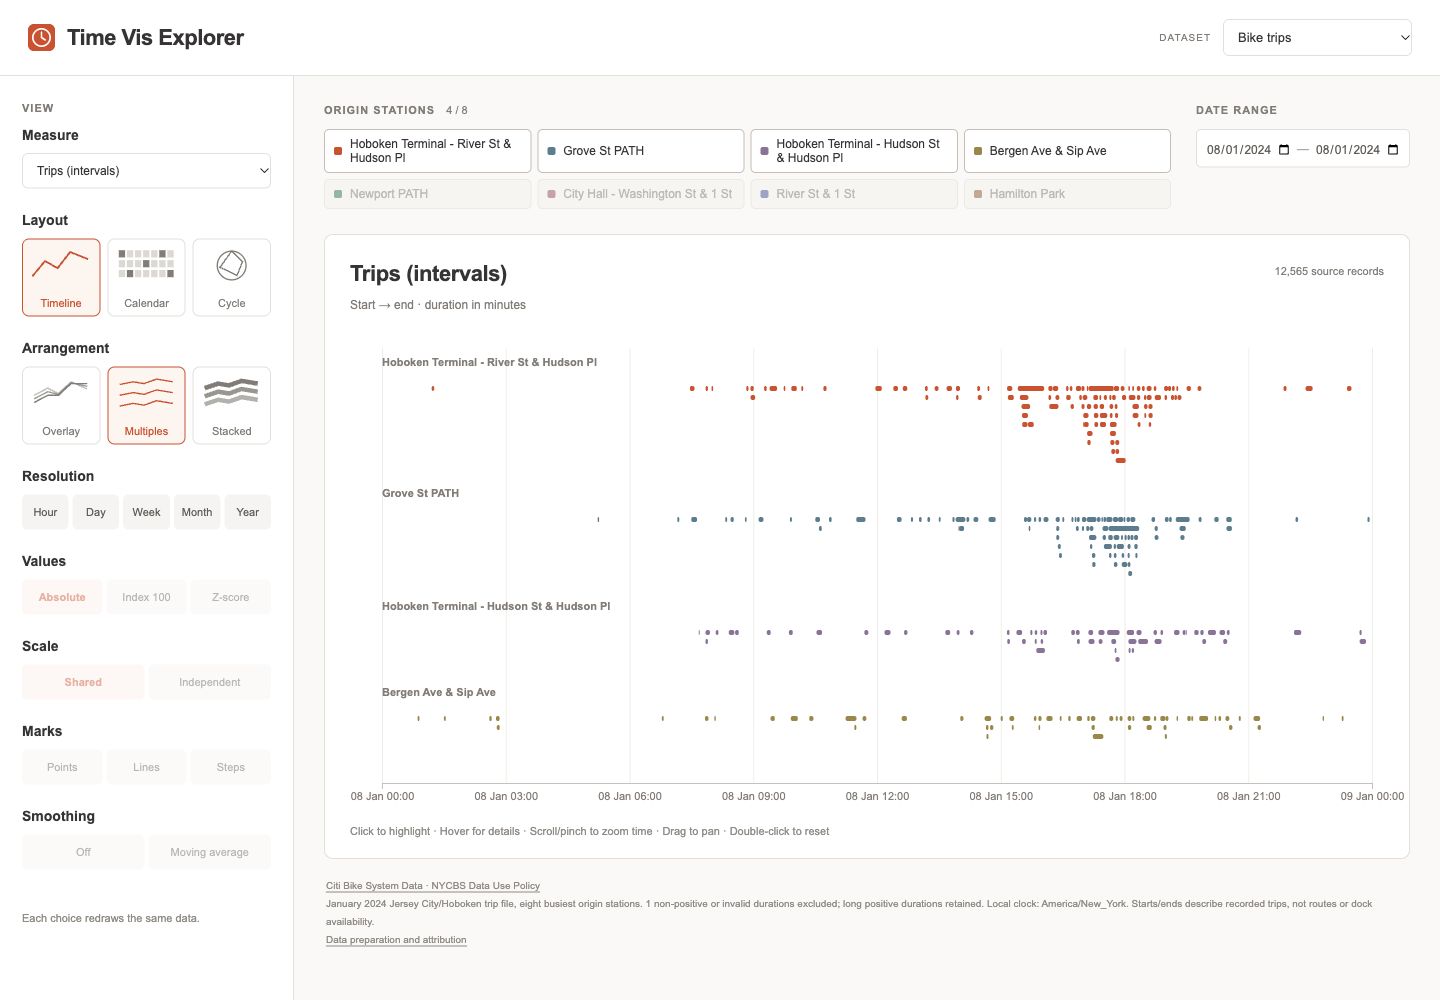 Time Vis Explorer
DATASET
Bike trips
VIEW
Measure
Trips (intervals)
Layout
Timeline
Calendar
Cycle
Arrangement
Overlay
Multiples
Stacked
Resolution
Hour
Day
Week
Month
Year
Values
Absolute
Index 100
Z-score
Scale
Shared
Independent
Marks
Points
Lines
Steps
Smoothing
Off
Moving average
Each choice redraws the same data.
ORIGIN STATIONS 4 / 8
Hoboken Terminal - River St &
Hudson Pl
Grove St PATH
Hoboken Terminal - Hudson St
& Hudson Pl
Bergen Ave & Sip Ave
Newport PATH
City Hall - Washington St & 1 St
River St & 1 St
Hamilton Park
DATE RANGE
08/01/2024 — 08/01/2024
Trips (intervals)
12,565 source records
Start → end · duration in minutes
Hoboken Terminal - River St & Hudson Pl
Grove St PATH
Hoboken Terminal - Hudson St & Hudson Pl
Bergen Ave & Sip Ave
08 Jan 00:00
08 Jan 03:00
08 Jan 06:00
08 Jan 09:00
08 Jan 12:00
08 Jan 15:00
08 Jan 18:00
08 Jan 21:00
09 Jan 00:00
Click to highlight · Hover for details · Scroll/pinch to zoom time · Drag to pan · Double-click to reset
Citi Bike System Data · NYCBS Data Use Policy
January 2024 Jersey City/Hoboken trip file, eight busiest origin stations. 1 non-positive or invalid durations excluded; long positive durations retained. Local clock: America/New_York. Starts/ends describe recorded trips, not routes or dock
availability.
Data preparation and attribution